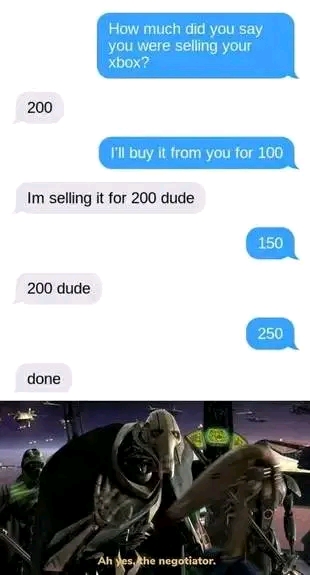 How much did you say
you were selling your
xbox?
200
I'll buy it from you for 100
Im selling it for 200 dude
150
200 dude
250
done
Ah yes, the negotiator.